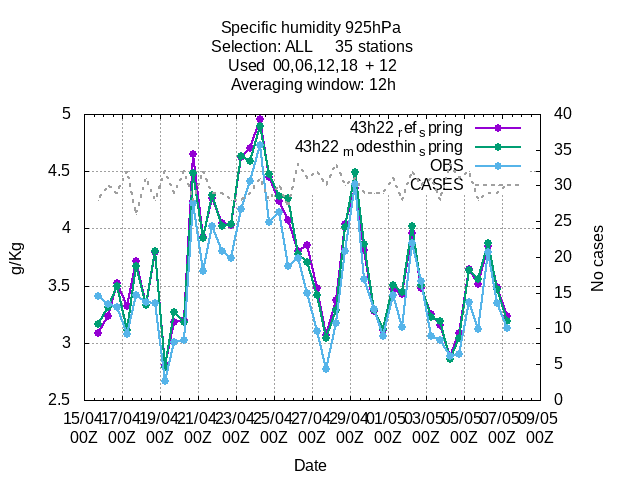 Specific humidity 925hPa
Selection: ALL 35 stations
Used 00,06,12,18 + 12
Averaging window: 12h
43h22 refspring
43h22 modesthinspring
OBS
CASES
5
4.5
4
3.5
3
2.5
40
35
30
25
20
15
10
5
0
g/Kg
No cases
15/04 17/04 19/04 21/04 23/04 25/04 27/04 29/04 01/05 03/05 05/05 07/05 09/05
00Z 00Z 00Z 00Z 00Z 00Z 00Z 00Z 00Z 00Z 00Z 00Z 00Z
Date